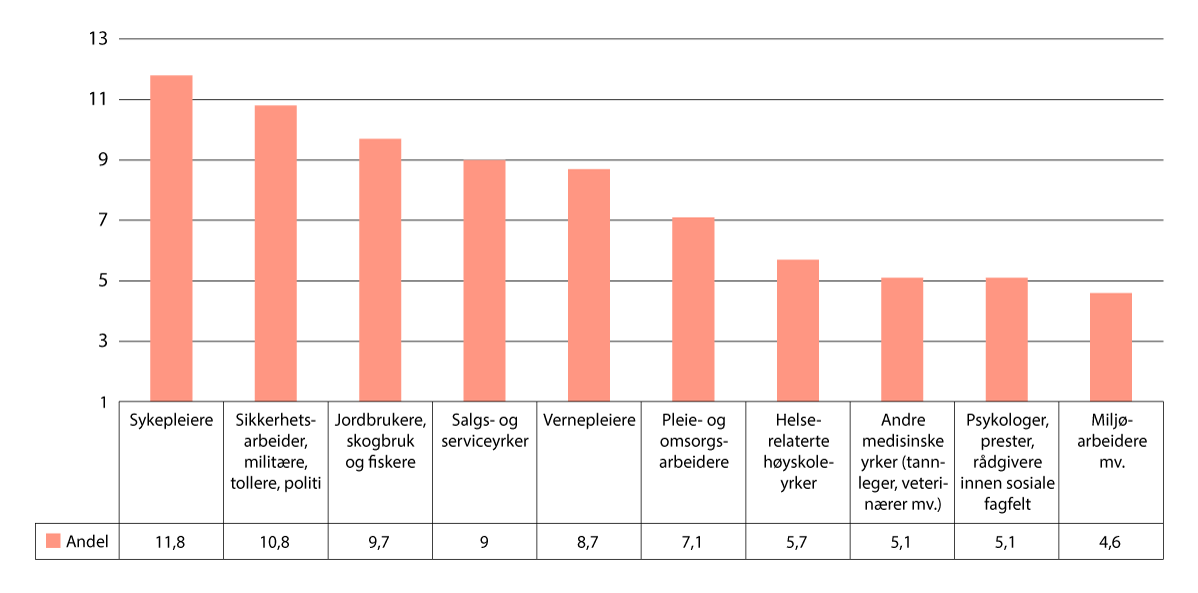 13
11
9
7
5
3
1
Sykepleiere
Sikkerhets-
arbeider,
militære,
tollere, politi
Jordbrukere,
skogbruk
og fiskere
Salgs- og
serviceyrker
Vernepleiere
Pleie- og
omsorgs-
arbeidere
Helse-
relaterte
høyskole-
yrker
Andre
medisinske
yrker (tann-
leger, veteri-
nærer mv.)
Psykologer,
prester,
rådgivere
innen sosiale
fagfelt
Miljø-
arbeidere
mv.
Andel 11,8 10,8 9,7 9 8,7 7,1 5,7 5,1 5,1 4,6